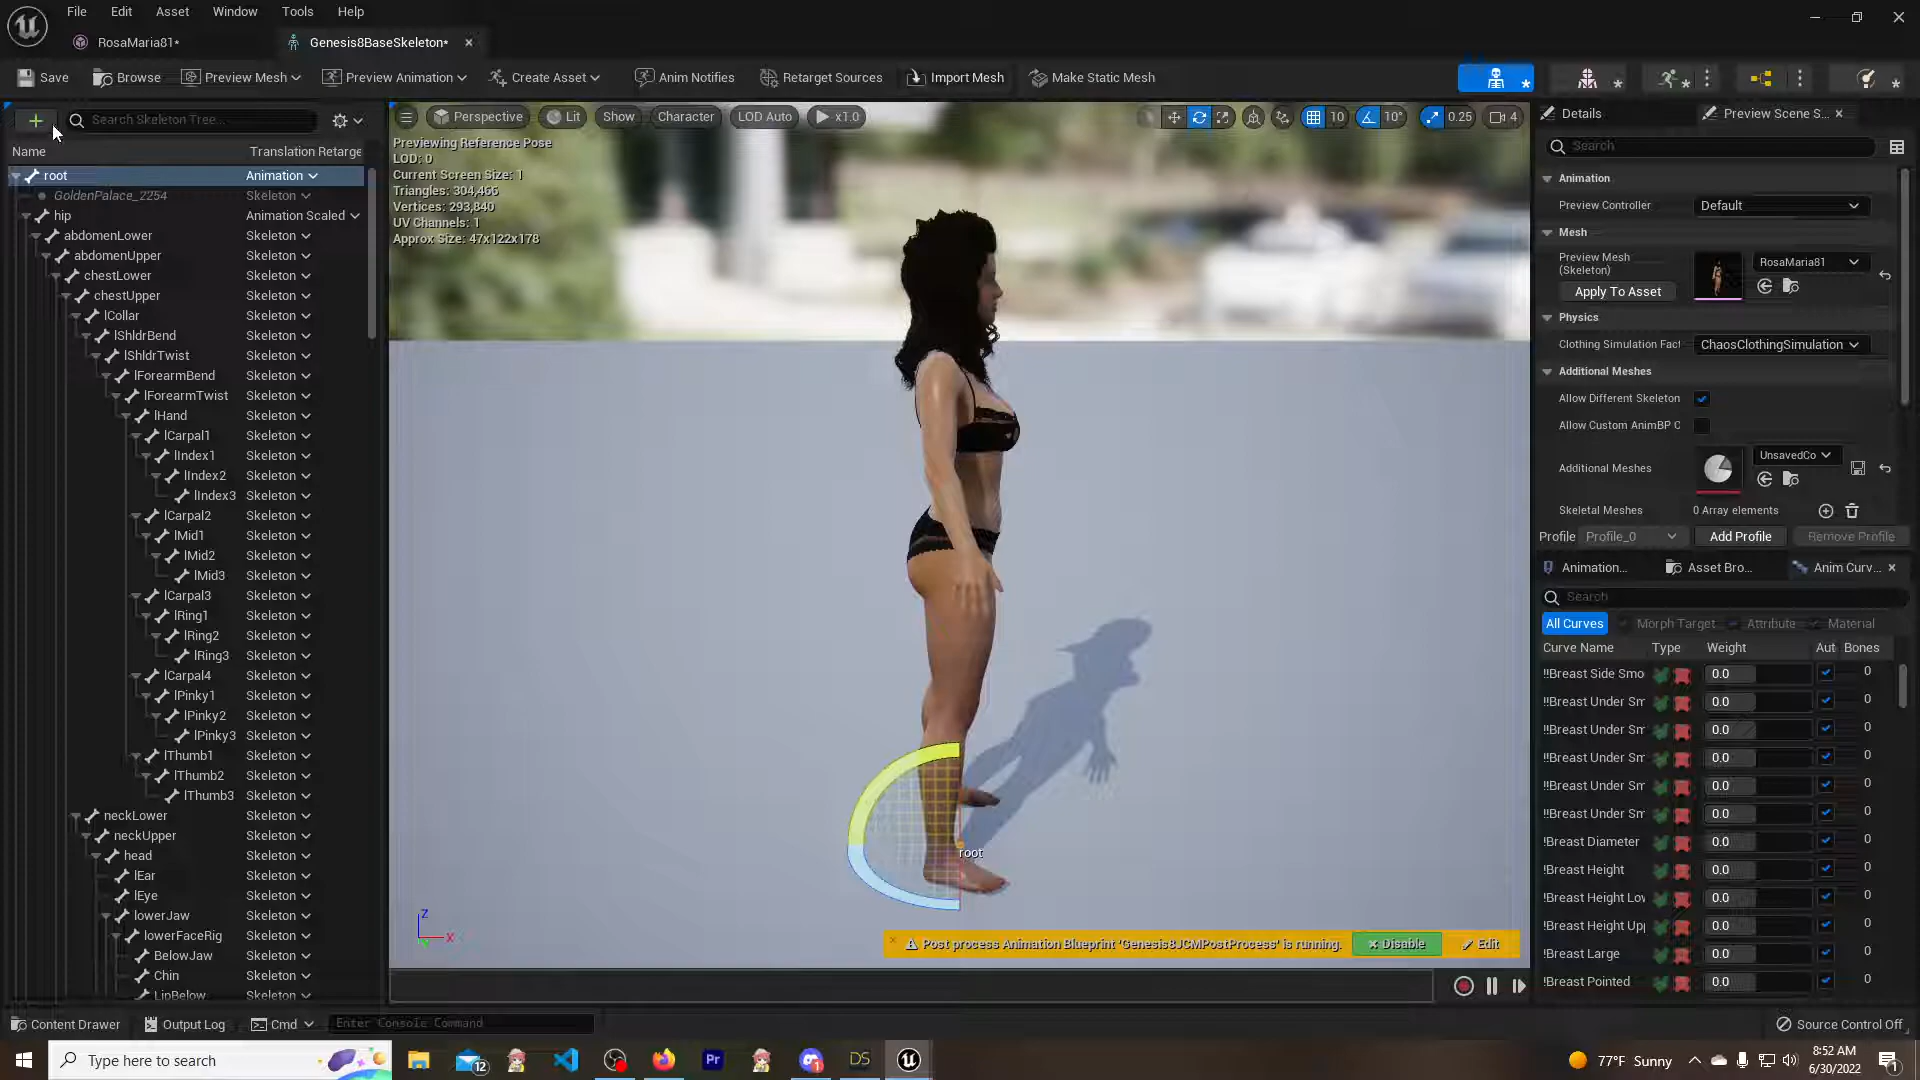 File Edit Asset Window Tools Help
RosaMaria81* Genesis8BaseSkeleton*
Save Browse Preview Mesh Preview Animation Create Asset Anim Notifies Retarget Sources Import Mesh Make Static Mesh
Search Skeleton Tree...
Name Translation Retarge
root Animation
GoldenPalace_2254 Skeleton
hip Animation Scaled
abdomenLower Skeleton
abdomenUpper Skeleton
chestLower Skeleton
chestUpper Skeleton
lCollar Skeleton
lShldrBend Skeleton
lShldrTwist Skeleton
lForearmBend Skeleton
lForearmTwist Skeleton
lHand Skeleton
lCarpal1 Skeleton
lIndex1 Skeleton
lIndex2 Skeleton
lIndex3 Skeleton
lCarpal2 Skeleton
lMid1 Skeleton
lMid2 Skeleton
lMid3 Skeleton
lCarpal3 Skeleton
lRing1 Skeleton
lRing2 Skeleton
lRing3 Skeleton
lCarpal4 Skeleton
lPinky1 Skeleton
lPinky2 Skeleton
lPinky3 Skeleton
lThumb1 Skeleton
lThumb2 Skeleton
lThumb3 Skeleton
neckLower Skeleton
neckUpper Skeleton
head Skeleton
lEar Skeleton
lEye Skeleton
lowerJaw Skeleton
lowerFaceRig Skeleton
BelowJaw Skeleton
Chin Skeleton
LipBelow Skeleton
Perspective Lit Show Character LOD Auto x1.0 10 10° 0.25 4
Previewing Reference Pose
LOD: 0
Current Screen Size: 1
Triangles: 304,466
Vertices: 293,840
UV Channels: 1
Approx Size: 47x122x178
root
Z
X
Post process Animation Blueprint 'Genesis8JCMPostProcess' is running. Disable Edit
Details Preview Scene S...
Search
Animation
Preview Controller Default
Mesh
Preview Mesh
(Skeleton)
RosaMaria81
Apply To Asset
Physics
Clothing Simulation Fact ChaosClothingSimulation
Additional Meshes
Allow Different Skeleton
Allow Custom AnimBP O
Additional Meshes UnsavedCo
Skeletal Meshes 0 Array elements
Profile Profile_0 Add Profile Remove Profile
Animation... Asset Bro... Anim Curv...
Search
All Curves Morph Target Attribute Material
Curve Name Type Weight Aut Bones
!!Breast Side Smo 0.0 0
!!Breast Under Sm 0.0 0
!!Breast Under Sm 0.0 0
!!Breast Under Sm 0.0 0
!!Breast Under Sm 0.0 0
!!Breast Under Sm 0.0 0
!Breast Diameter 0.0 0
!Breast Height 0.0 0
!Breast Height Lov 0.0 0
!Breast Height Upp 0.0 0
!Breast Large 0.0 0
!Breast Pointed 0.0 0
Content Drawer Output Log Cmd Enter Console Command Source Control Off
Type here to search 12 Pr 1 DS 77°F Sunny 8:52 AM
6/30/2022 1